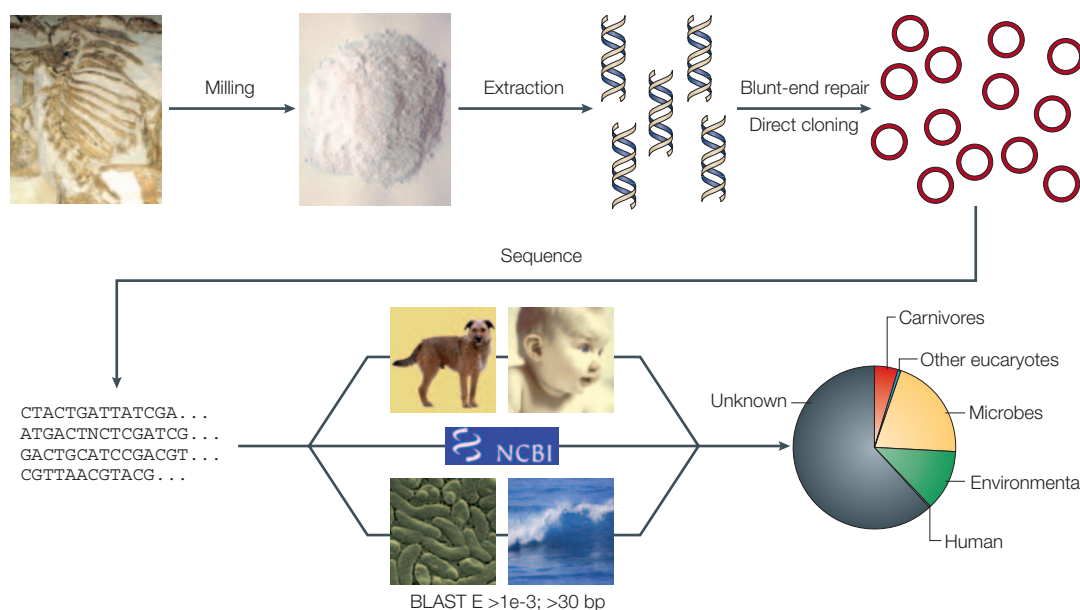 Milling
Extraction
Blunt-end repair
Direct cloning
Sequence
CTACTGATTATCGA...
ATGACTNCTCGATCG...
GACTGCATCCGACGT...
CGTTAACGTACG...
NCBI
BLAST E >1e-3; >30 bp
Carnivores
Other eucaryotes
Unknown
Microbes
Environmenta
Human